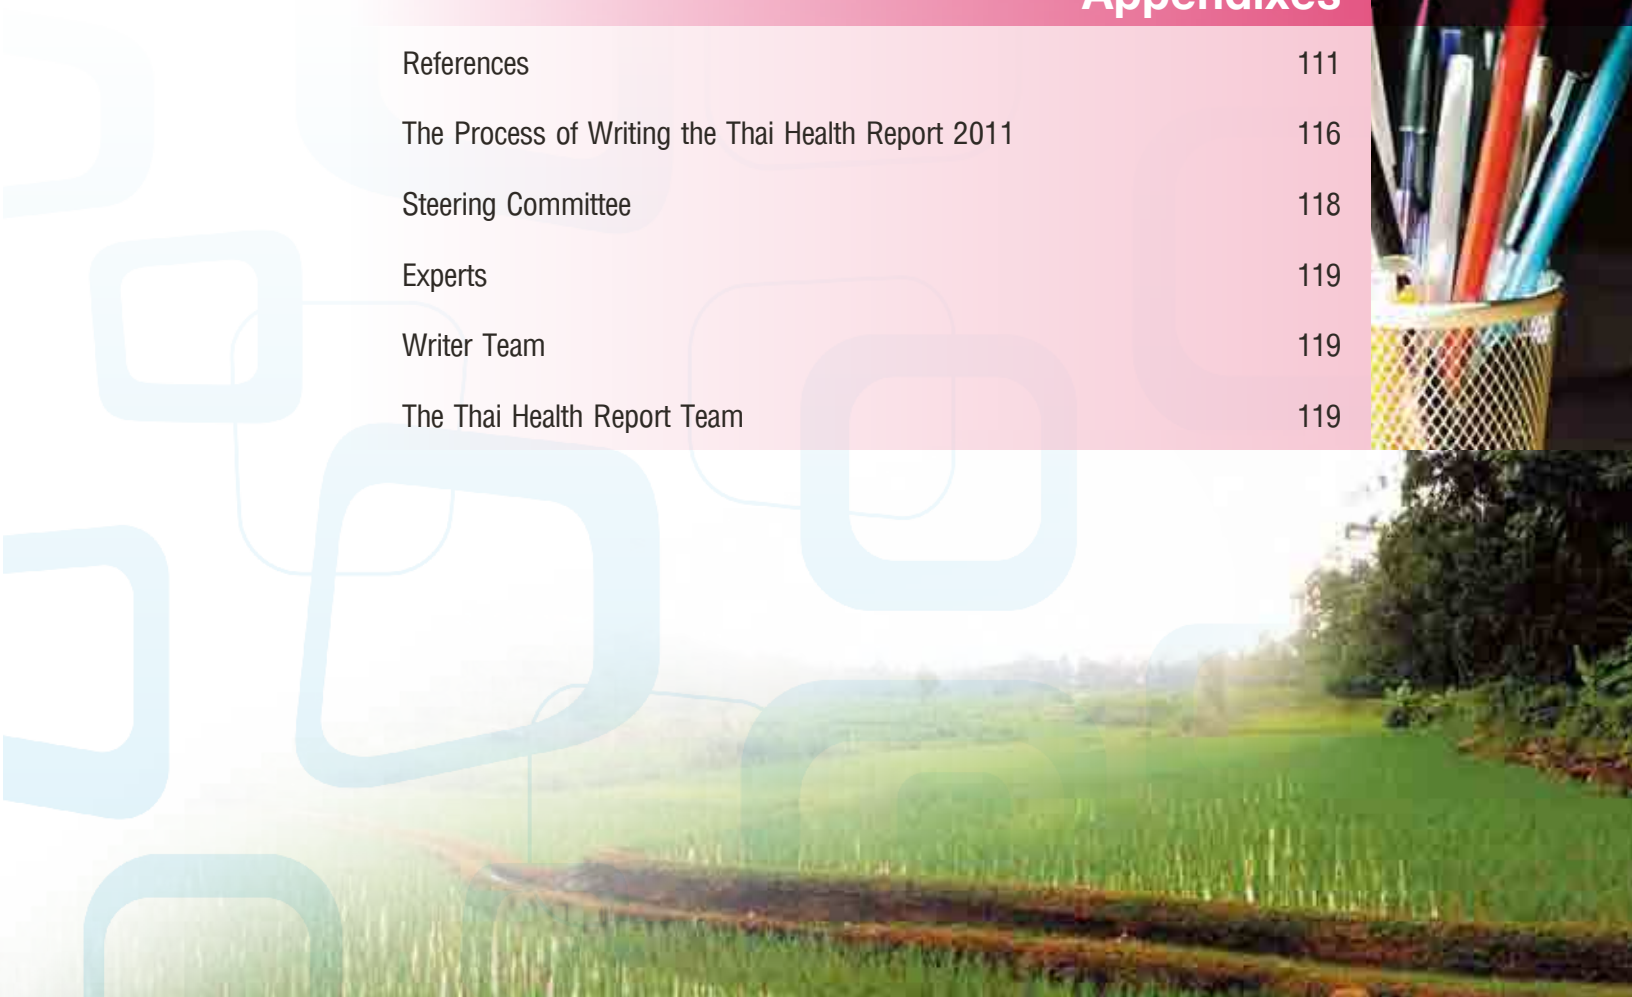 Appendixes
References 111
The Process of Writing the Thai Health Report 2011 116
Steering Committee 118
Experts 119
Writer Team 119
The Thai Health Report Team 119